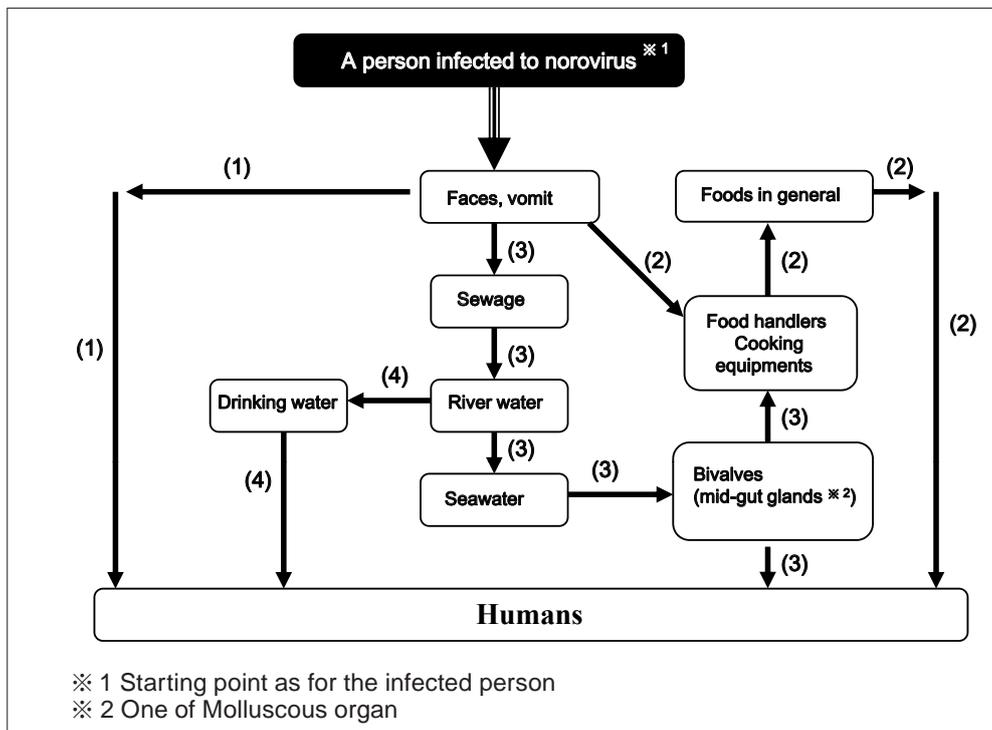 A person infected to norovirus ※ 1
(1)
(2)
Faces, vomit
Foods in general
(3)
(2)
(2)
Sewage
Food handlers
Cooking
equipments
(1)
(3)
(2)
(4)
Drinking water
River water
(3)
(3)
(4)
(3)
Bivalves
(mid-gut glands ※ 2)
Seawater
(3)
Humans
※ 1 Starting point as for the infected person
※ 2 One of Molluscous organ